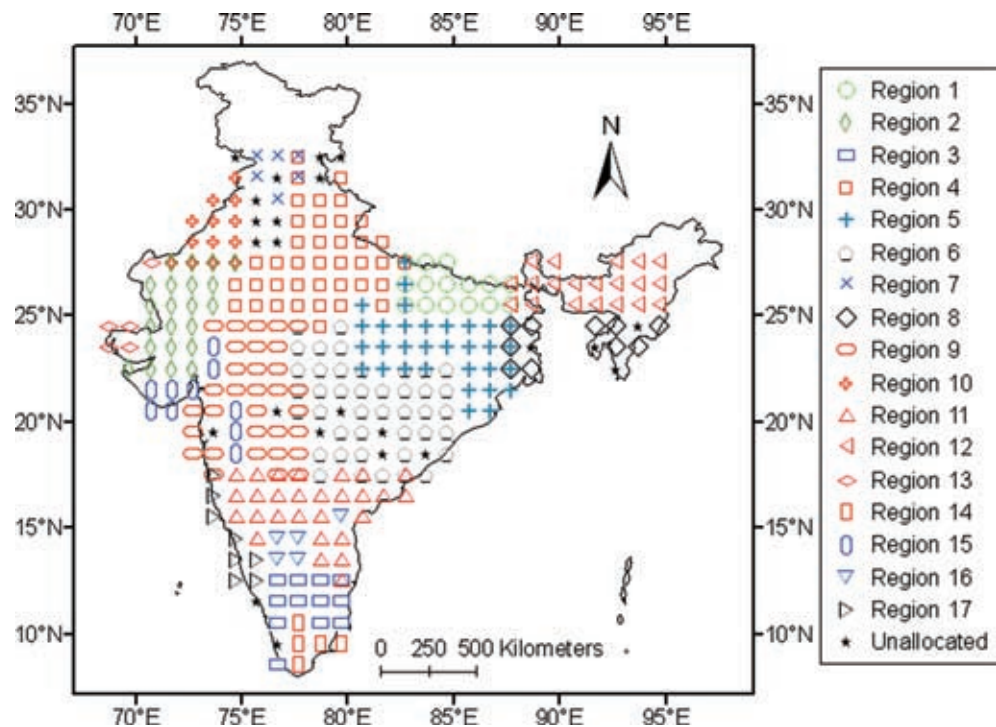 70°E 75°E 80°E 85°E 90°E 95°E
35°N 35°N
30°N 30°N
25°N 25°N
20°N 20°N
15°N 15°N
10°N 10°N
70°E 75°E 80°E 85°E 90°E 95°E
N
0 250 500 Kilometers
Region 1
Region 2
Region 3
Region 4
Region 5
Region 6
Region 7
Region 8
Region 9
Region 10
Region 11
Region 12
Region 13
Region 14
Region 15
Region 16
Region 17
Unallocated